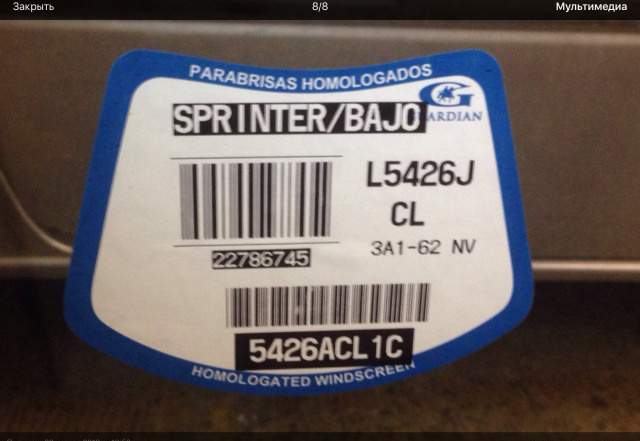 Закрыть
8/8
Мультимедиа
PARABRISAS HOMOLOGADOS
SPRINTER/BAJO
GUARDIAN
L5426J
CL
3A1-62 NV
22786745
5426ACL1C
HOMOLOGATED WINDSCREEN